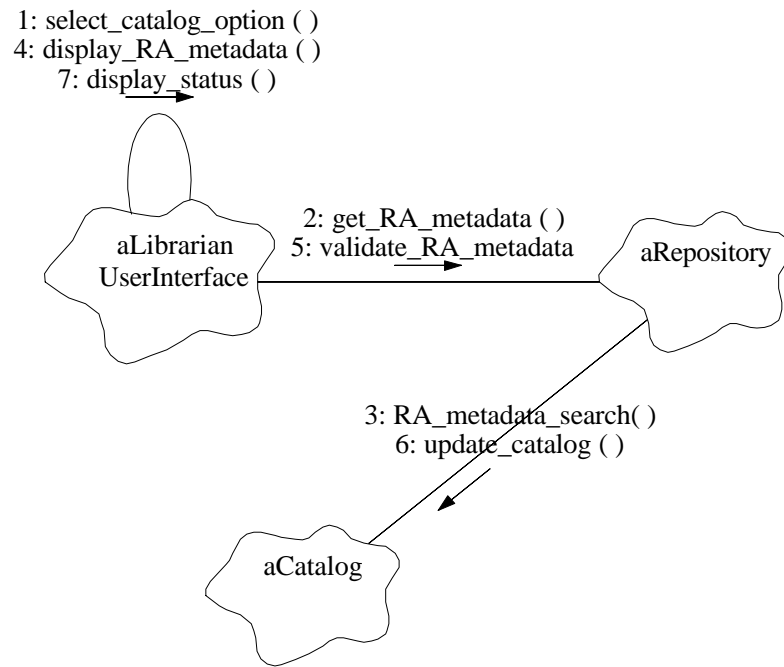 1: select_catalog_option ( )
4: display_RA_metadata ( )
7: display_status ( )
2: get_RA_metadata ( )
5: validate_RA_metadata
aLibrarian
UserInterface
aRepository
3: RA_metadata_search( )
6: update_catalog ( )
aCatalog